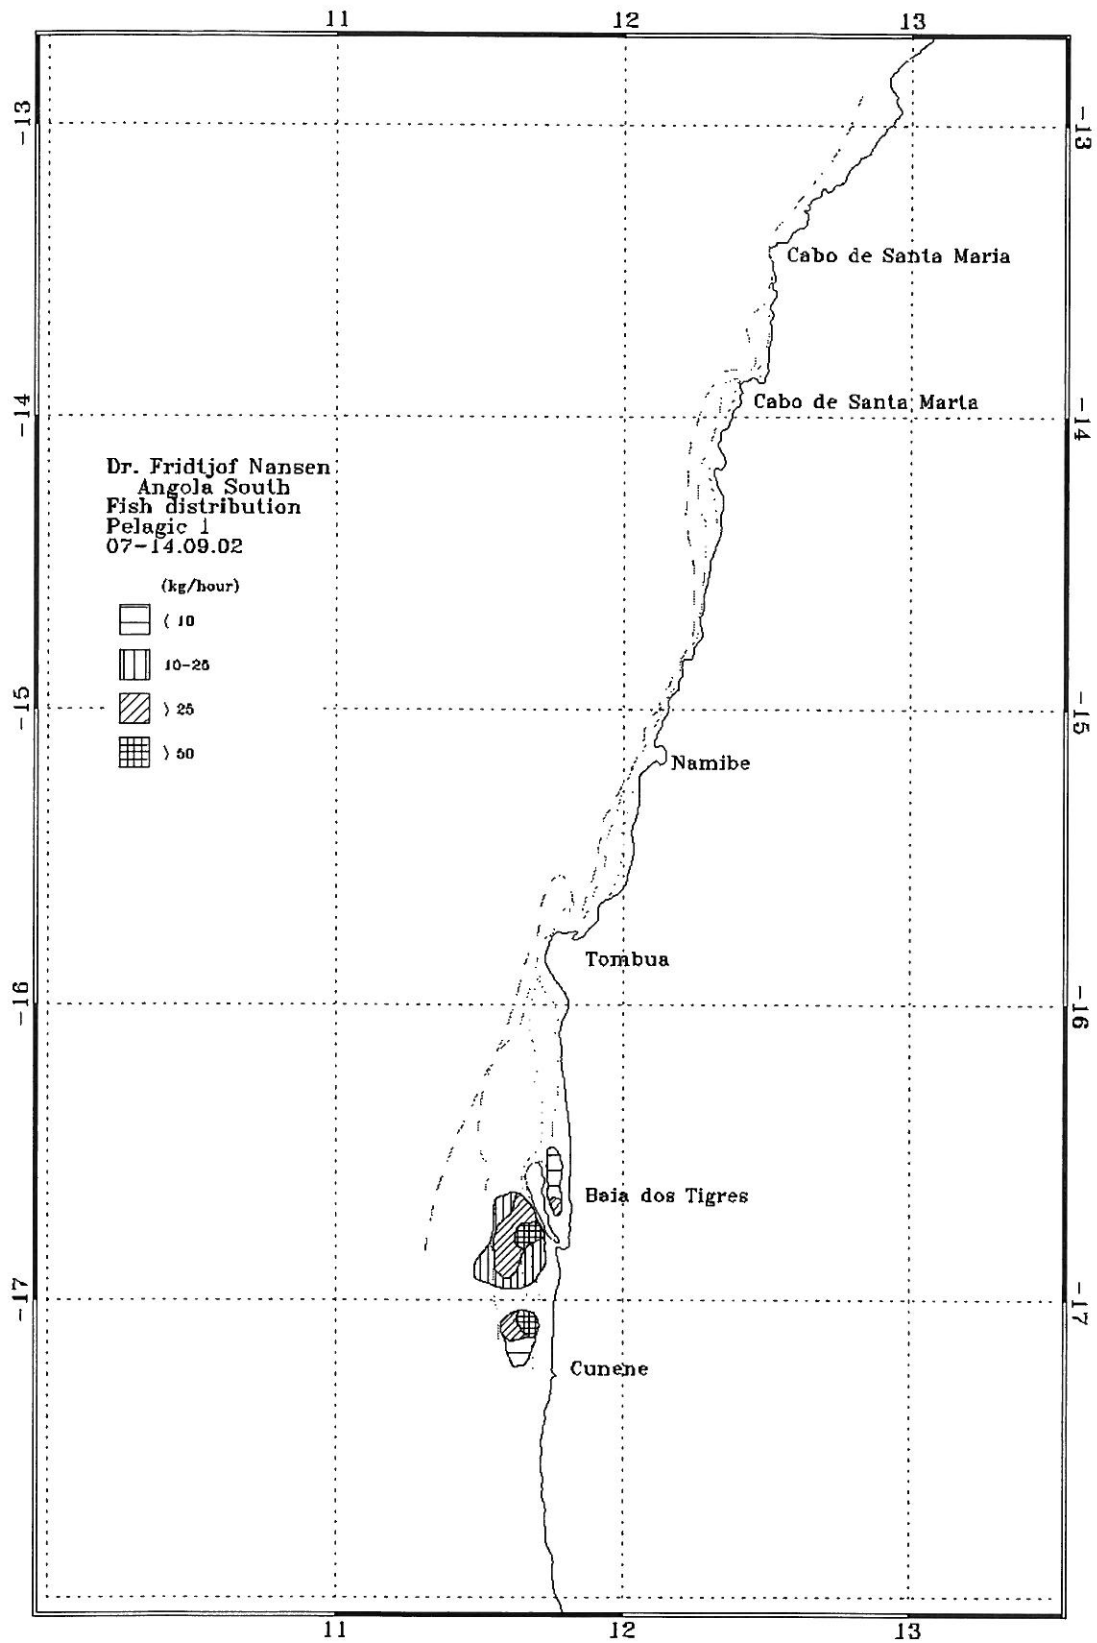 11 12 13
-13 -13
Cabo de Santa Maria
Cabo de Santa Marta
-14 -14
Dr. Fridtjof Nansen
Angola South
Fish distribution
Pelagic 1
07-14.09.02
(kg/hour)
< 10
10-25
> 25
> 50
-15 -15
Namibe
Tombua
-16 -16
Baia dos Tigres
-17 -17
Cunene
11 12 13